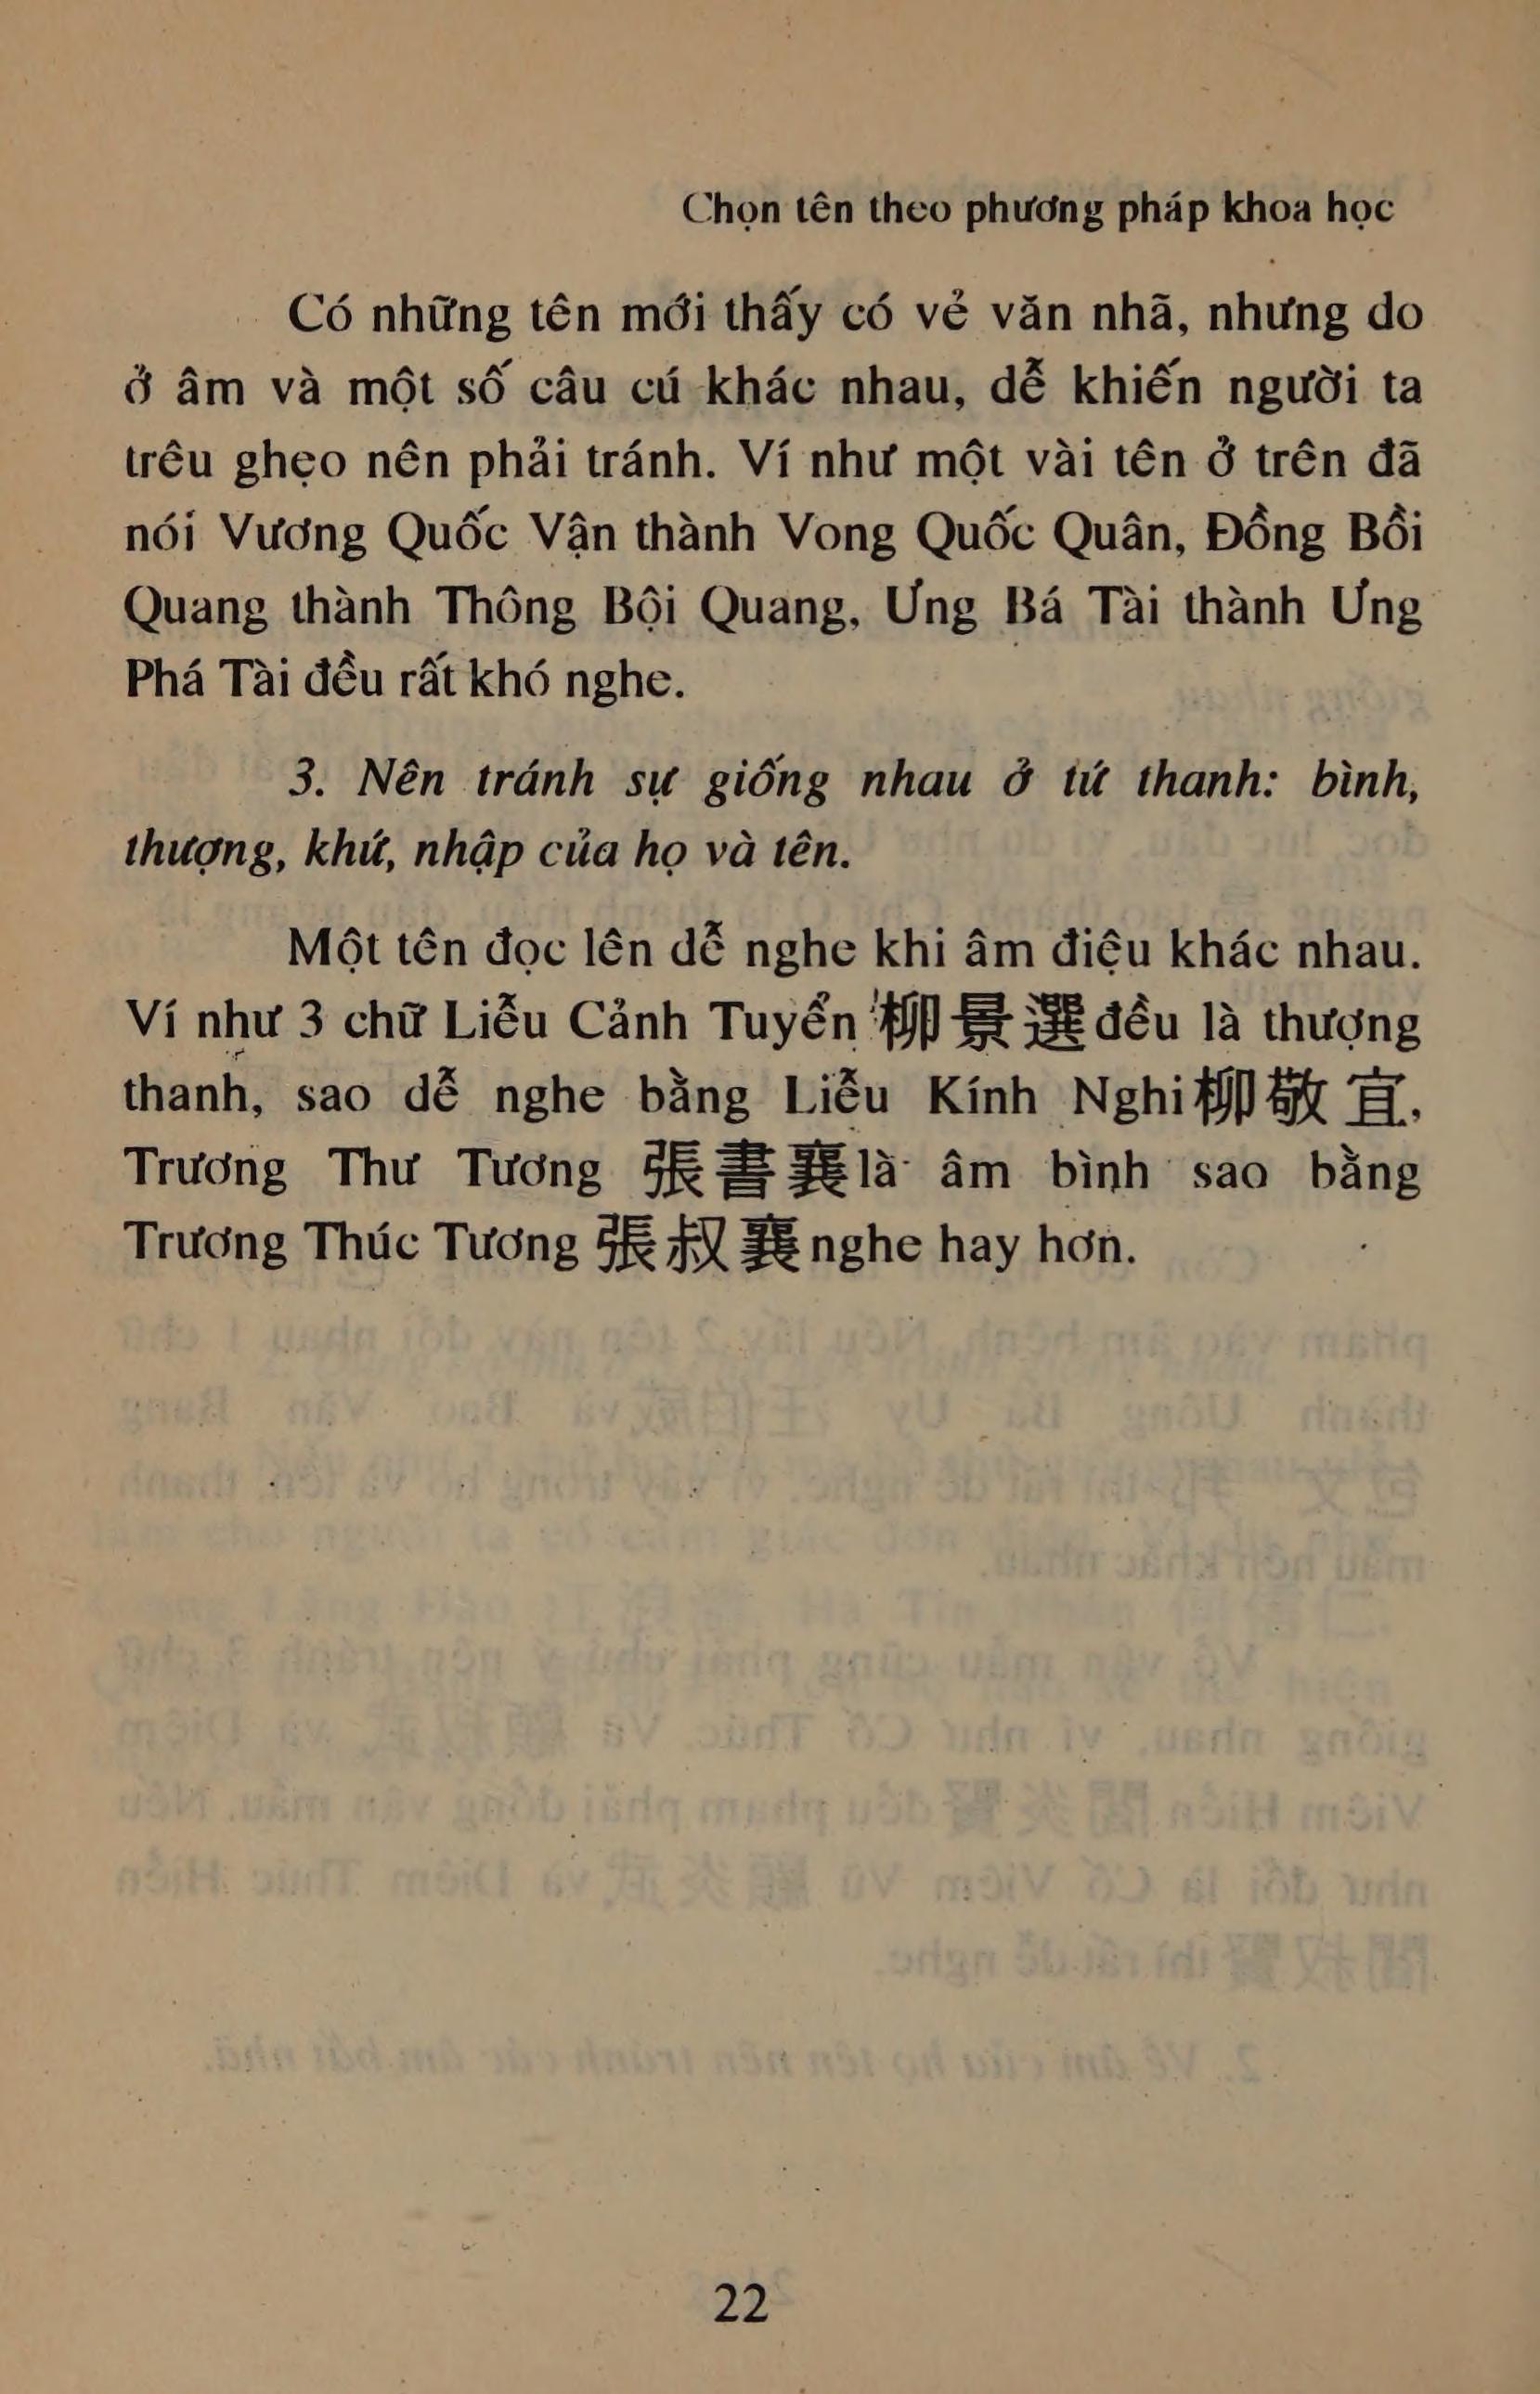 Chọn tên theo phương pháp khoa học
Có những tên mới thấy có vẻ văn nhã, nhưng do
ở âm và một số câu cú khác nhau, dễ khiến người ta
trêu ghẹo nên phải tránh. Ví như một vài tên ở trên đã
nói Vương Quốc Vận thành Vong Quốc Quân, Đồng Bồi
Quang thành Thông Bội Quang, Ưng Bá Tài thành Ưng
Phá Tài đều rất khó nghe.
3. Nên tránh sự giống nhau ở tứ thanh: bình,
thượng, khứ, nhập của họ và tên.
Một tên đọc lên dễ nghe khi âm điệu khác nhau.
Ví như 3 chữ Liễu Cảnh Tuyển 柳景選 đều là thượng
thanh, sao dễ nghe bằng Liễu Kính Nghi 柳敬宜,
Trương Thư Tương 張書襄 là âm bình sao bằng
Trương Thúc Tương 張叔襄 nghe hay hơn.
22